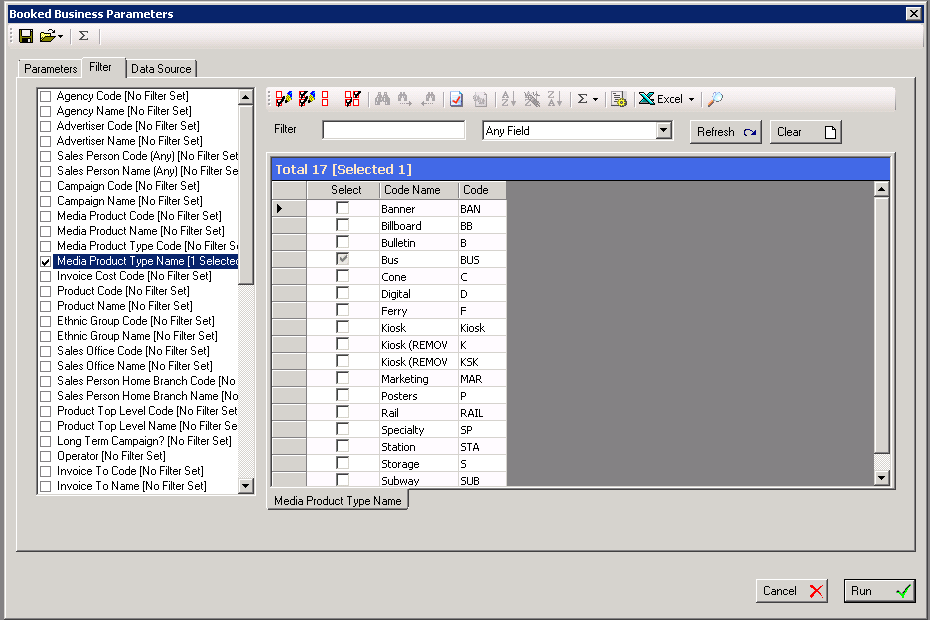 Booked Business Parameters
Σ
Parameters Filter Data Source
Agency Code [No Filter Set]
Agency Name [No Filter Set]
Advertiser Code [No Filter Set]
Advertiser Name [No Filter Set]
Sales Person Code (Any) [No Filter Set
Sales Person Name (Any) [No Filter Se
Campaign Code [No Filter Set]
Campaign Name [No Filter Set]
Media Product Code [No Filter Set]
Media Product Name [No Filter Set]
Media Product Type Code [No Filter S
Media Product Type Name [1 Selected
Invoice Cost Code [No Filter Set]
Product Code [No Filter Set]
Product Name [No Filter Set]
Ethnic Group Code [No Filter Set]
Ethnic Group Name [No Filter Set]
Sales Office Code [No Filter Set]
Sales Office Name [No Filter Set]
Sales Person Home Branch Code [No
Sales Person Home Branch Name [No
Product Top Level Code [No Filter Set
Product Top Level Name [No Filter Se
Long Term Campaign? [No Filter Set]
Operator [No Filter Set]
Invoice To Code [No Filter Set]
Invoice To Name [No Filter Set]
Σ Excel
Filter Any Field Refresh Clear
Total 17 [Selected 1]
Select Code Name Code
Banner BAN
Billboard BB
Bulletin B
Bus BUS
Cone C
Digital D
Ferry F
Kiosk Kiosk
Kiosk (REMOV K
Kiosk (REMOV KSK
Marketing MAR
Posters P
Rail RAIL
Specialty SP
Station STA
Storage S
Subway SUB
Media Product Type Name
Cancel Run